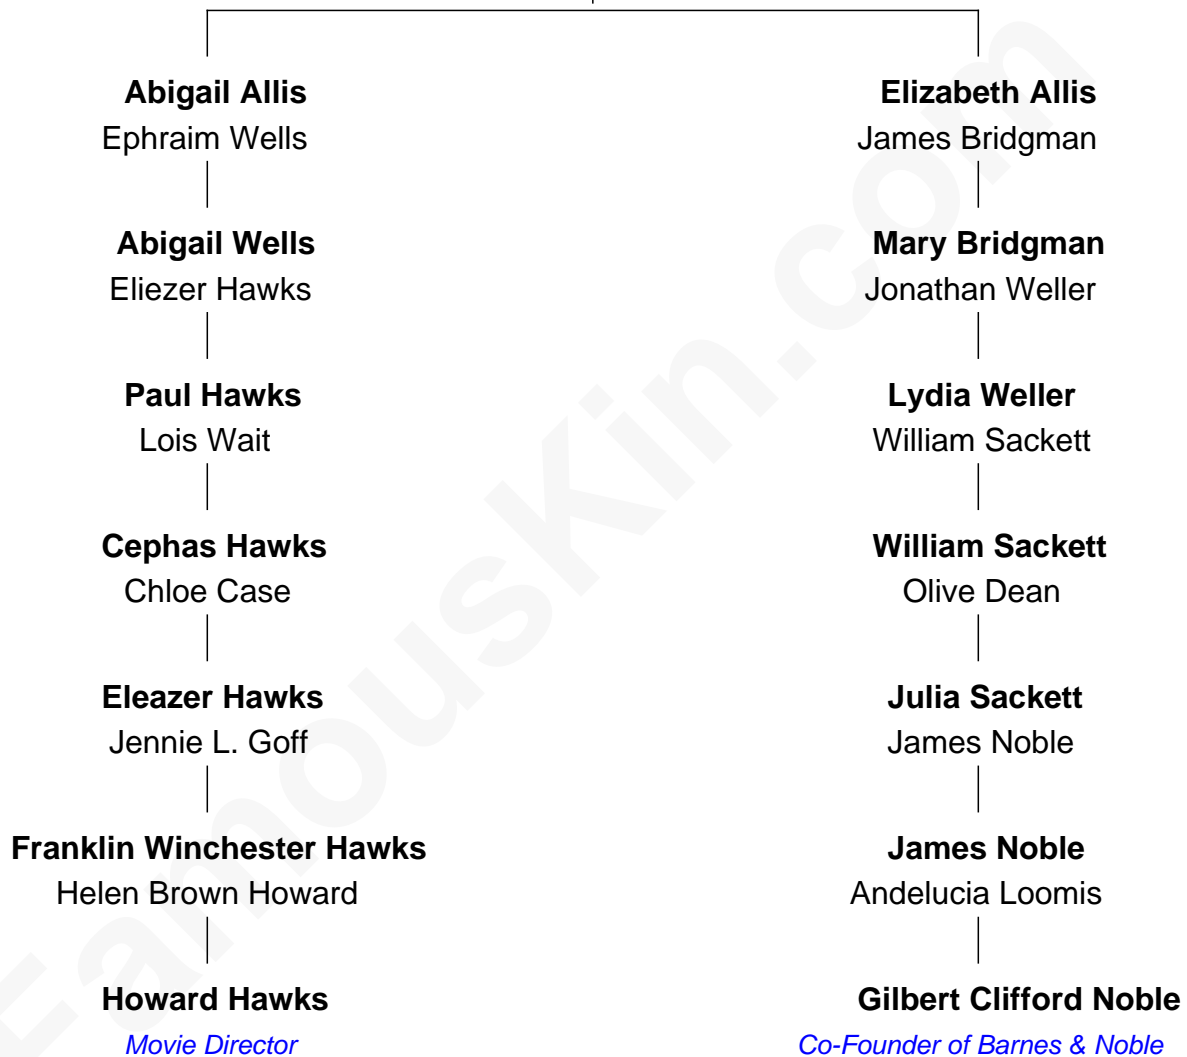 Abigail Allis
Ephraim Wells
Elizabeth Allis
James Bridgman
Abigail Wells
Eliezer Hawks
Mary Bridgman
Jonathan Weller
Paul Hawks
Lois Wait
Lydia Weller
William Sackett
Cephas Hawks
Chloe Case
William Sackett
Olive Dean
Eleazer Hawks
Jennie L. Goff
Julia Sackett
James Noble
Franklin Winchester Hawks
Helen Brown Howard
James Noble
Andelucia Loomis
Howard Hawks
Movie Director
Gilbert Clifford Noble
Co-Founder of Barnes & Noble
FamousKin.com